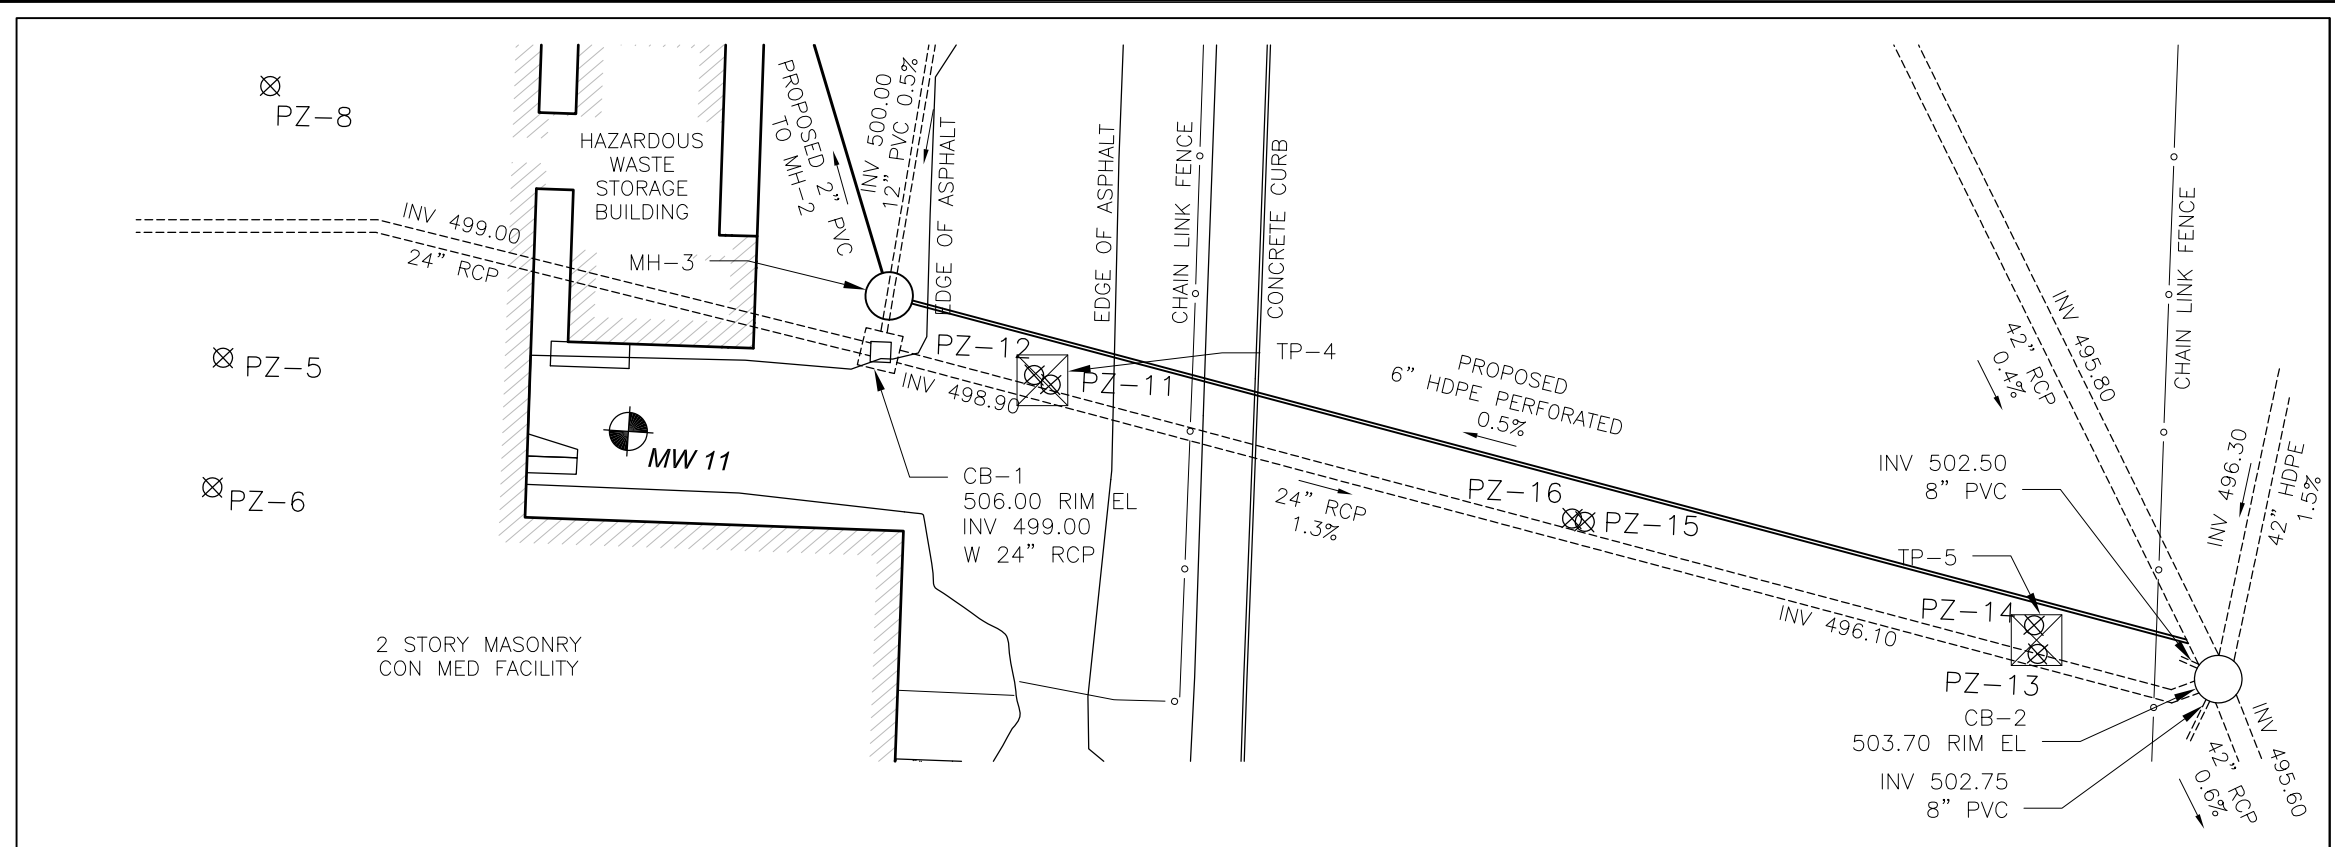 PZ-8
HAZARDOUS
WASTE
STORAGE
BUILDING
PROPOSED 2" PVC
TO MH-2
INV 500.00
12" PVC 0.5%
EDGE OF ASPHALT
EDGE OF ASPHALT
CHAIN LINK FENCE
CONCRETE CURB
CHAIN LINK FENCE
INV 499.00
24" RCP
MH-3
PZ-12
TP-4
PZ-11
INV 498.90
PZ-5
PZ-6
MW 11
CB-1
506.00 RIM EL
INV 499.00
W 24" RCP
PROPOSED
6" HDPE PERFORATED
0.5%
24" RCP
1.3%
PZ-16
PZ-15
INV 495.80
42" RCP
0.4%
INV 502.50
8" PVC
INV 496.30
42" HDPE
1.5%
TP-5
PZ-14
INV 496.10
PZ-13
CB-2
503.70 RIM EL
INV 502.75
8" PVC
INV 495.60
42" RCP
0.6%
2 STORY MASONRY
CON MED FACILITY